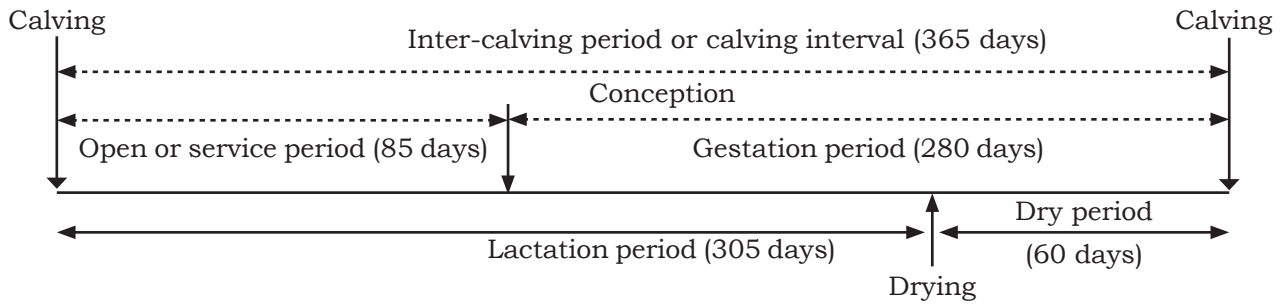 Calving
Calving
Inter-calving period or calving interval (365 days)
Conception
Open or service period (85 days)
Gestation period (280 days)
Dry period
Lactation period (305 days)
(60 days)
Drying